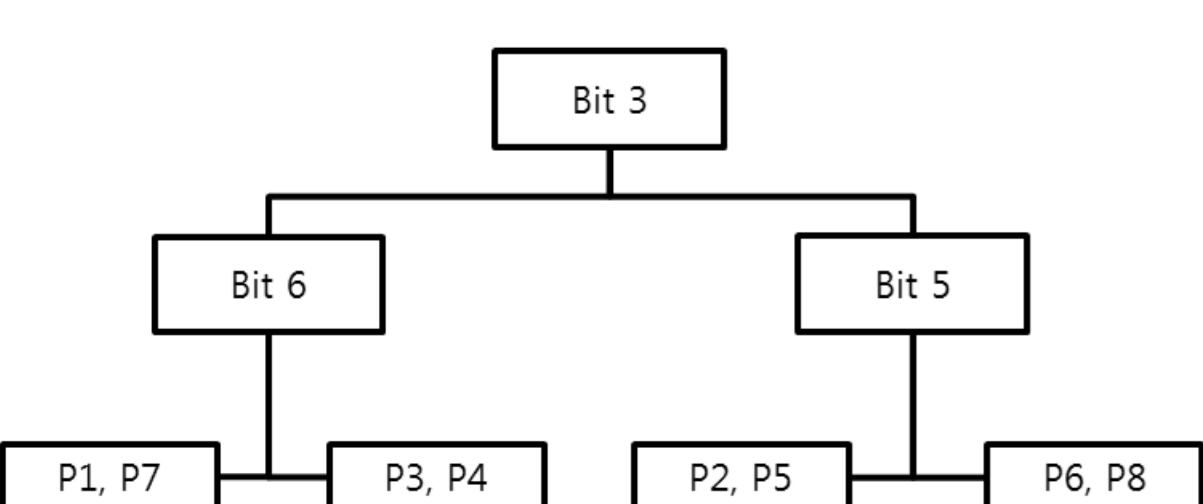 Bit 3
Bit 6
Bit 5
P1, P7
P3, P4
P2, P5
P6, P8